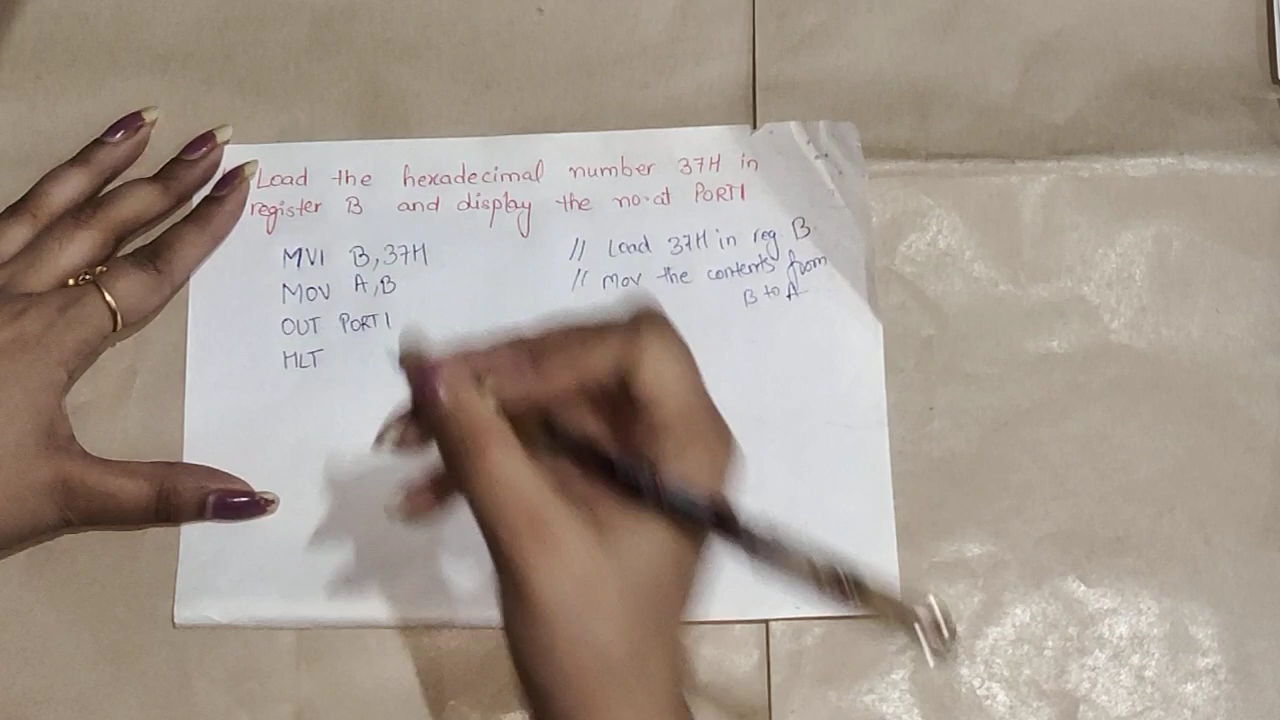 Load the hexadecimal number 37H in
register B and display the no. at PORT1
MVI B,37H // Load 37H in reg. B.
MOV A,B // Mov the contents from
B to A
OUT PORT1
HLT